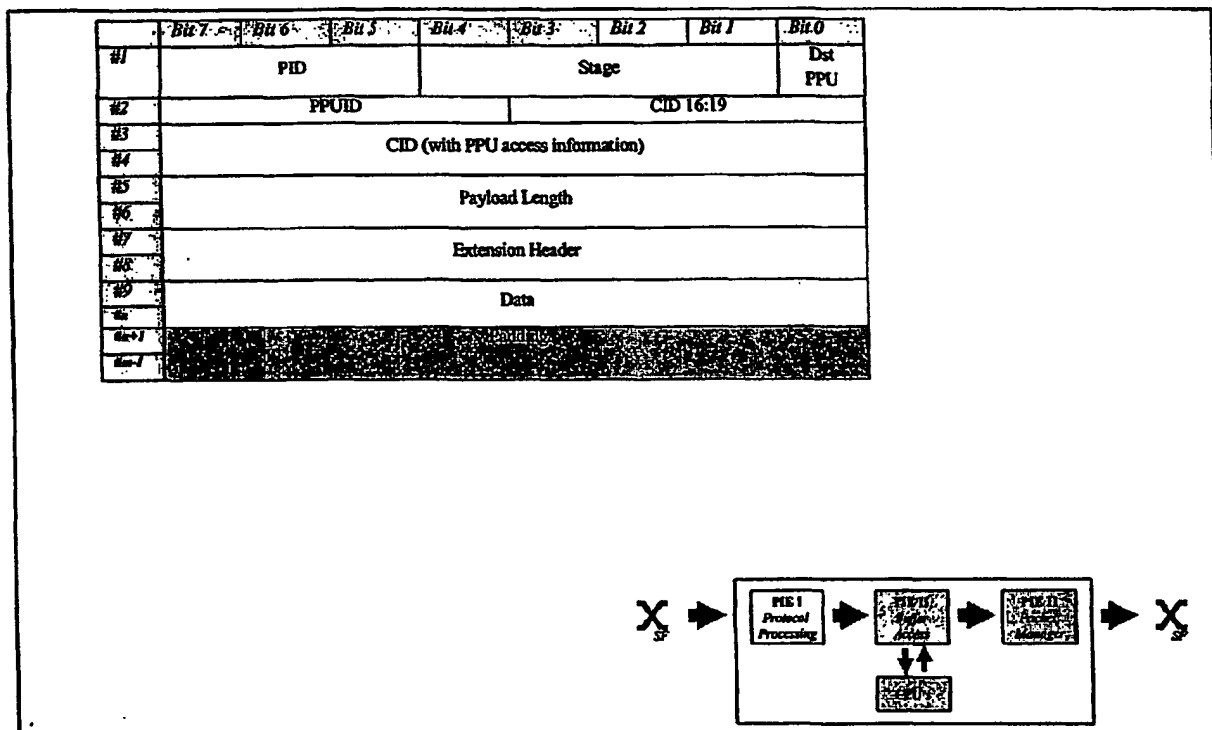 Bit 7 Bit 6 Bit 5 Bit 4 Bit 3 Bit 2 Bit 1 Bit 0
#1 PID Stage Dst
PPU
#2 PPUID CID 16:19
#3
CID (with PPU access information)
#4
#5
Payload Length
#6
#7
Extension Header
#8
#9
Data
#n
#n+1
PIE I
Protocol
Processing
Access
Manager
SF
SF